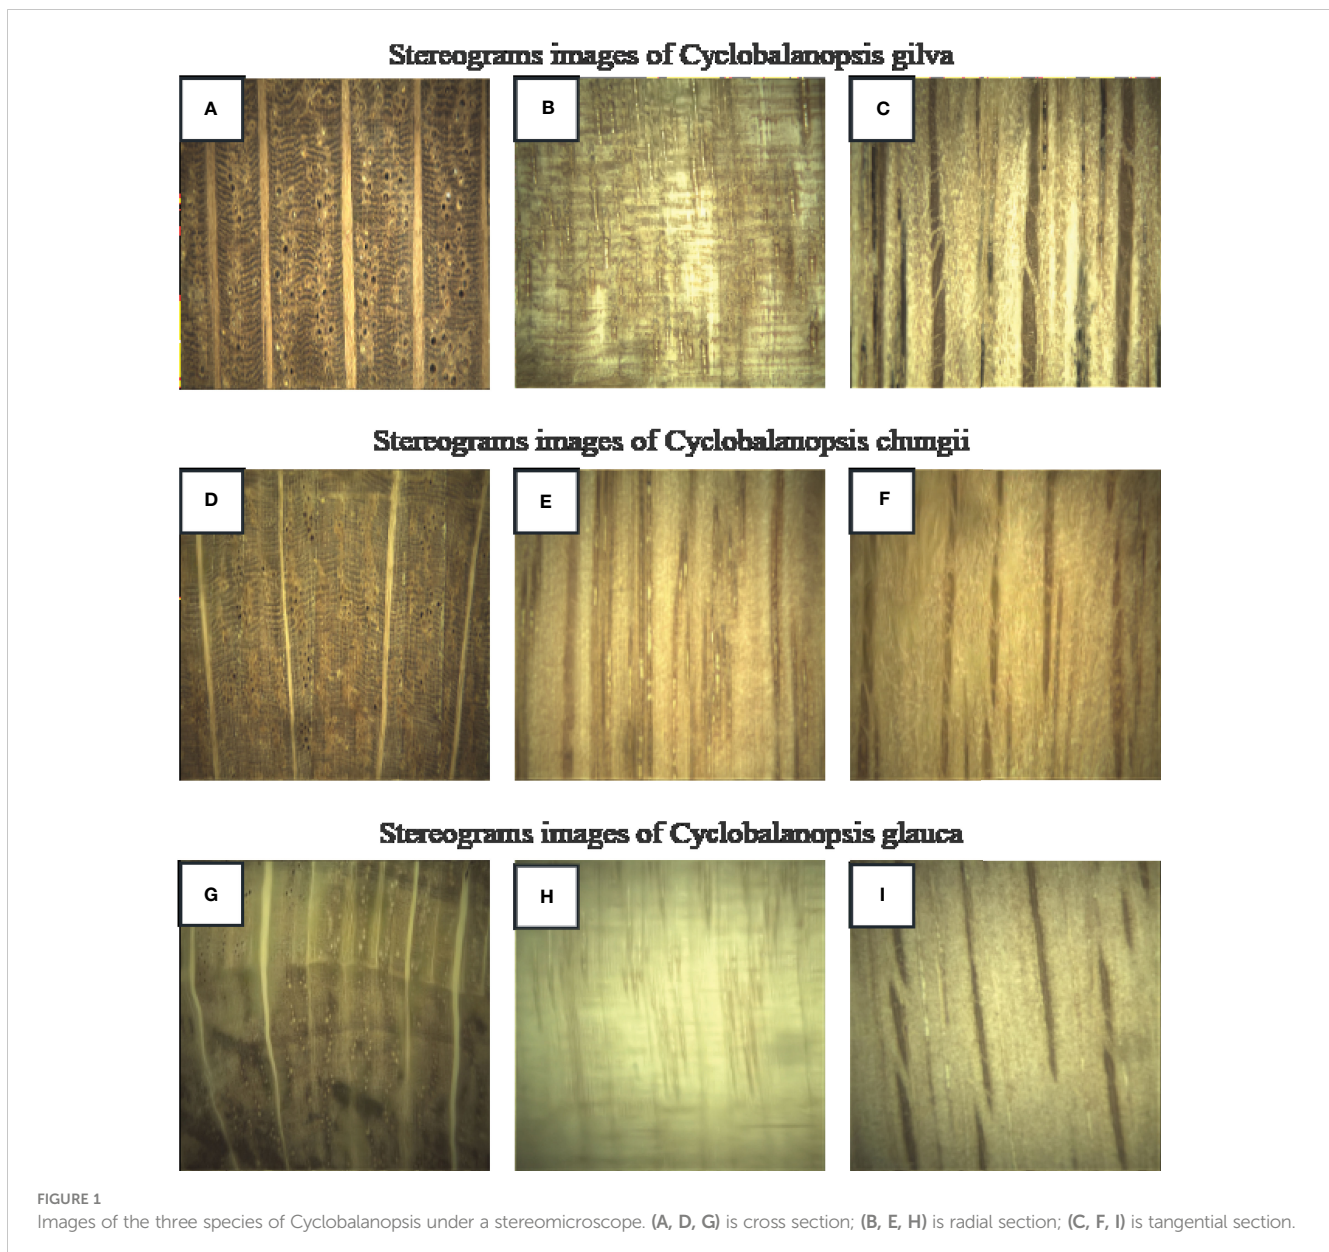 Stereograms images of Cyclobalanopsis gilva
A
B
C
Stereograms images of Cyclobalanopsis chungii
D
E
F
Stereograms images of Cyclobalanopsis glauca
G
H
I
FIGURE 1
Images of the three species of Cyclobalanopsis under a stereomicroscope. (A, D, G) is cross section; (B, E, H) is radial section; (C, F, I) is tangential section.